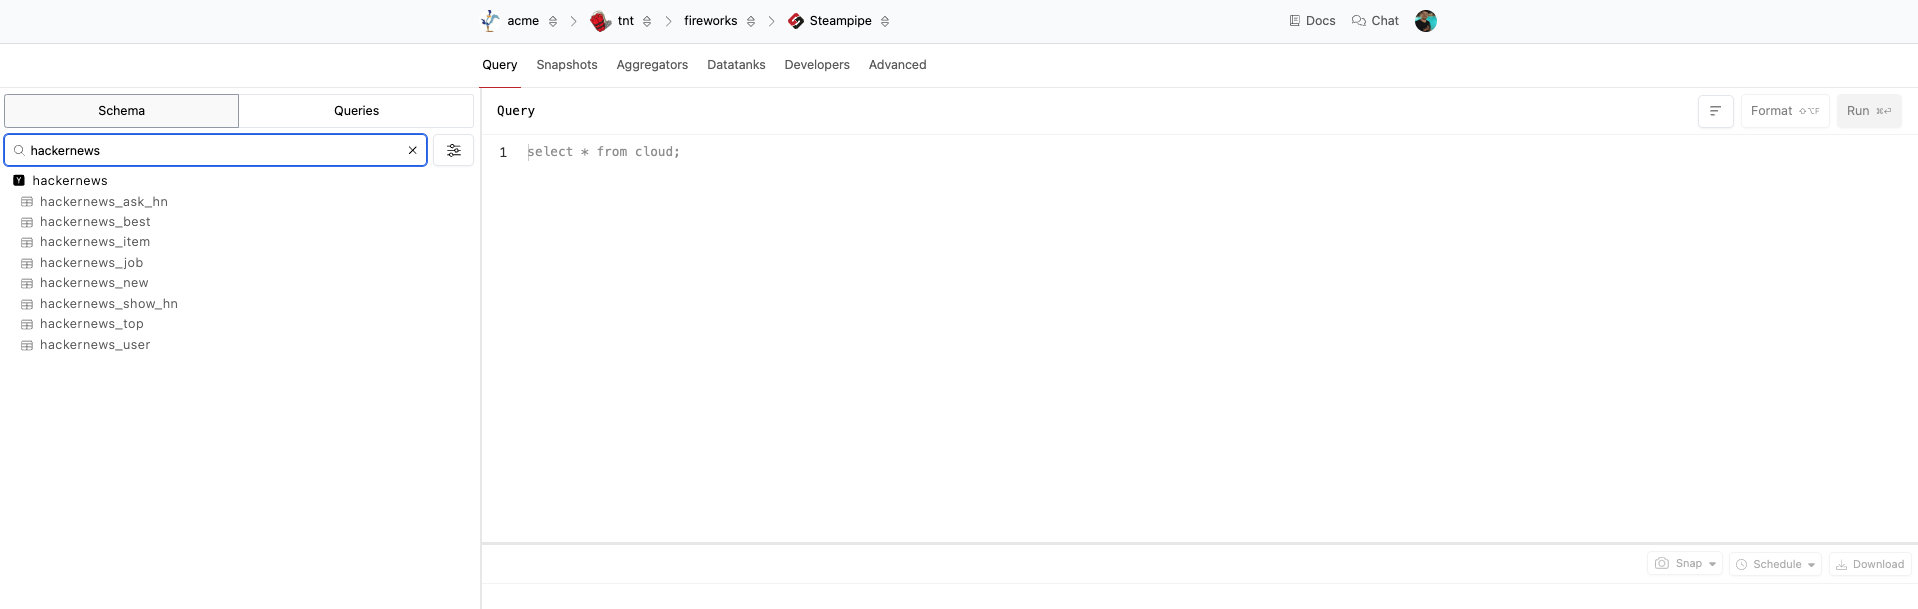 acme tnt fireworks Steampipe Docs Chat
Query Snapshots Aggregators Datatanks Developers Advanced
Schema Queries
hackernews
Y hackernews
hackernews_ask_hn
hackernews_best
hackernews_item
hackernews_job
hackernews_new
hackernews_show_hn
hackernews_top
hackernews_user
Query Format ⇧⌥F Run ⌘⏎
1 select * from cloud;
Snap Schedule Download